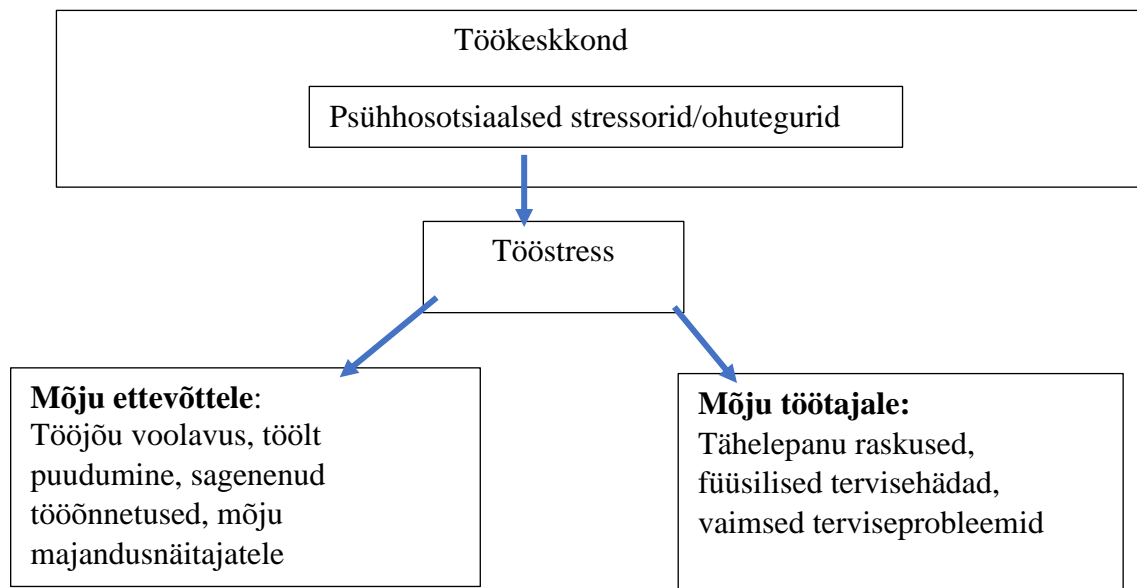 Töökeskkond
Psühhosotsiaalsed stressorid/ohutegurid
Tööstress
Mõju ettevõttele:
Tööjõu voolavus, töölt
puudumine, sagenenud
tööõnnetused, mõju
majandusnäitajatele
Mõju töötajale:
Tähelepanu raskused,
füüsilised tervisehädad,
vaimsed terviseprobleemid